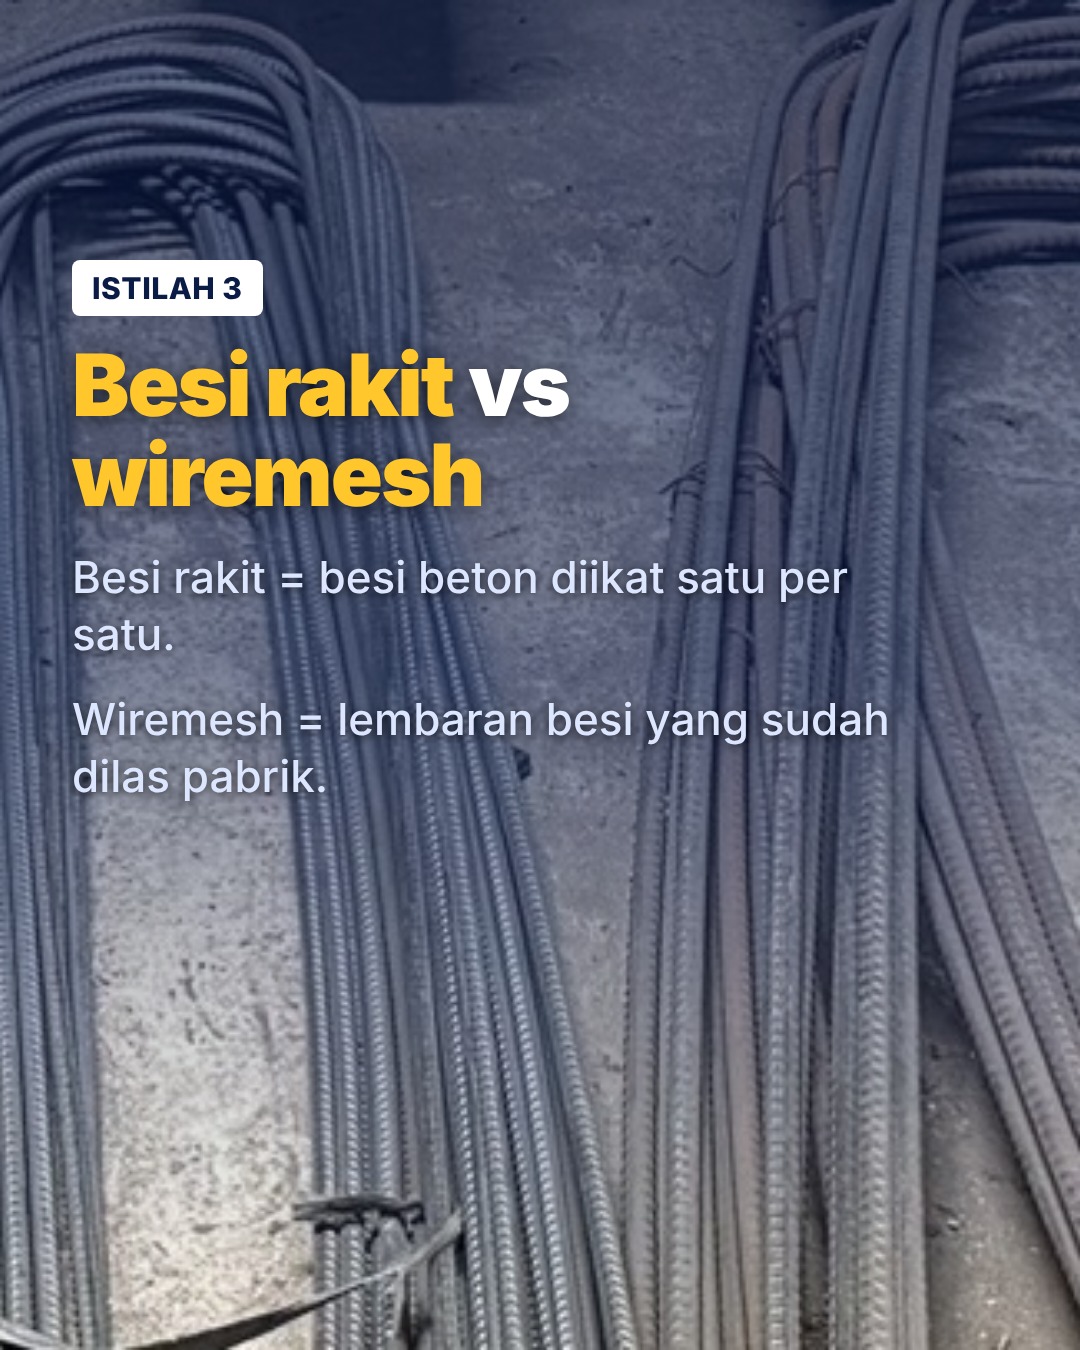 ISTILAH 3
Besi rakit vs
wiremesh
Besi rakit = besi beton diikat satu per
satu.
Wiremesh = lembaran besi yang sudah
dilas pabrik.